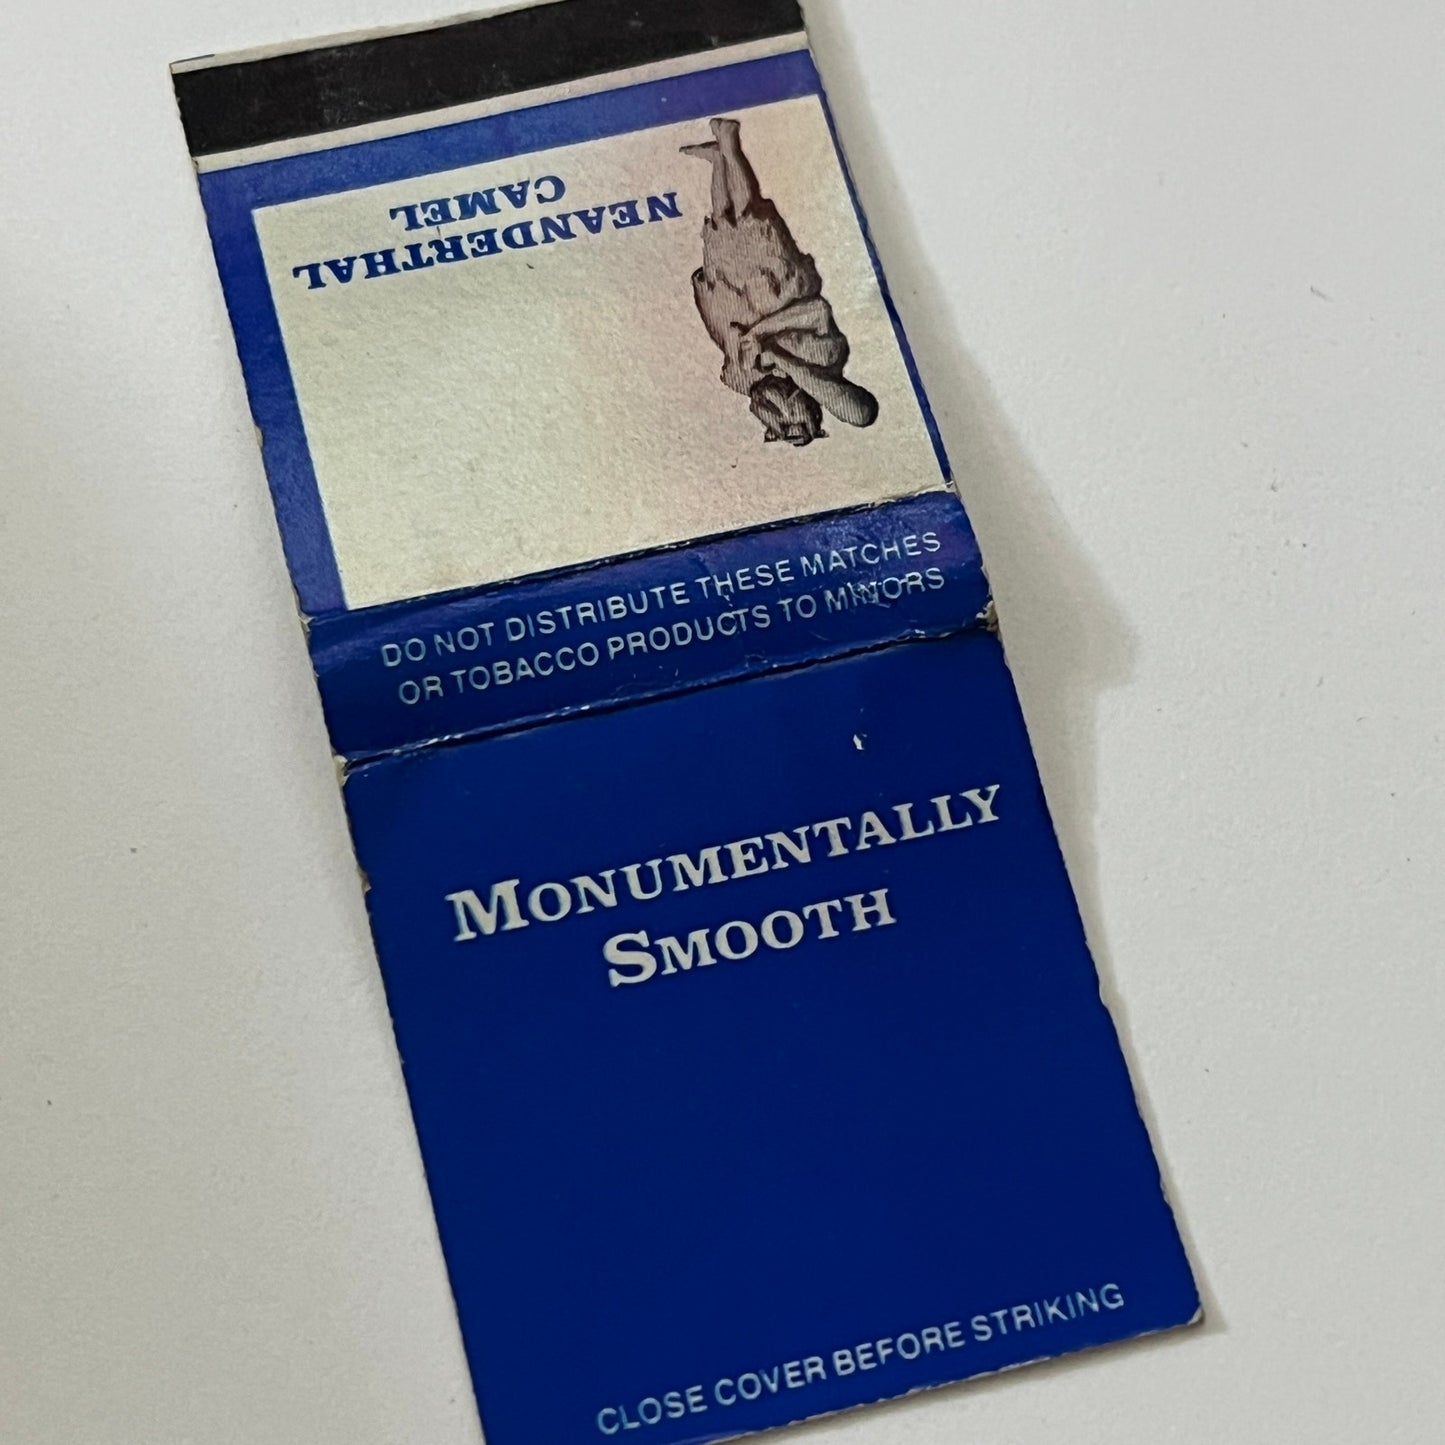 NEANDERTHAL
CAMEL
DO NOT DISTRIBUTE THESE MATCHES
OR TOBACCO PRODUCTS TO MINORS
MONUMENTALLY
SMOOTH
CLOSE COVER BEFORE STRIKING